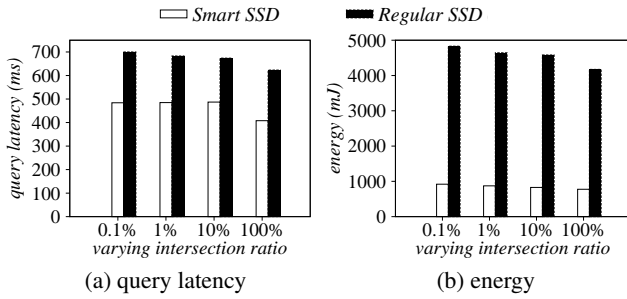 Smart SSD Regular SSD
query latency (ms)
700
600
500
400
300
200
100
0
0.1% 1% 10% 100%
varying intersection ratio
(a) query latency
energy (mJ)
5000
4000
3000
2000
1000
0
0.1% 1% 10% 100%
varying intersection ratio
(b) energy